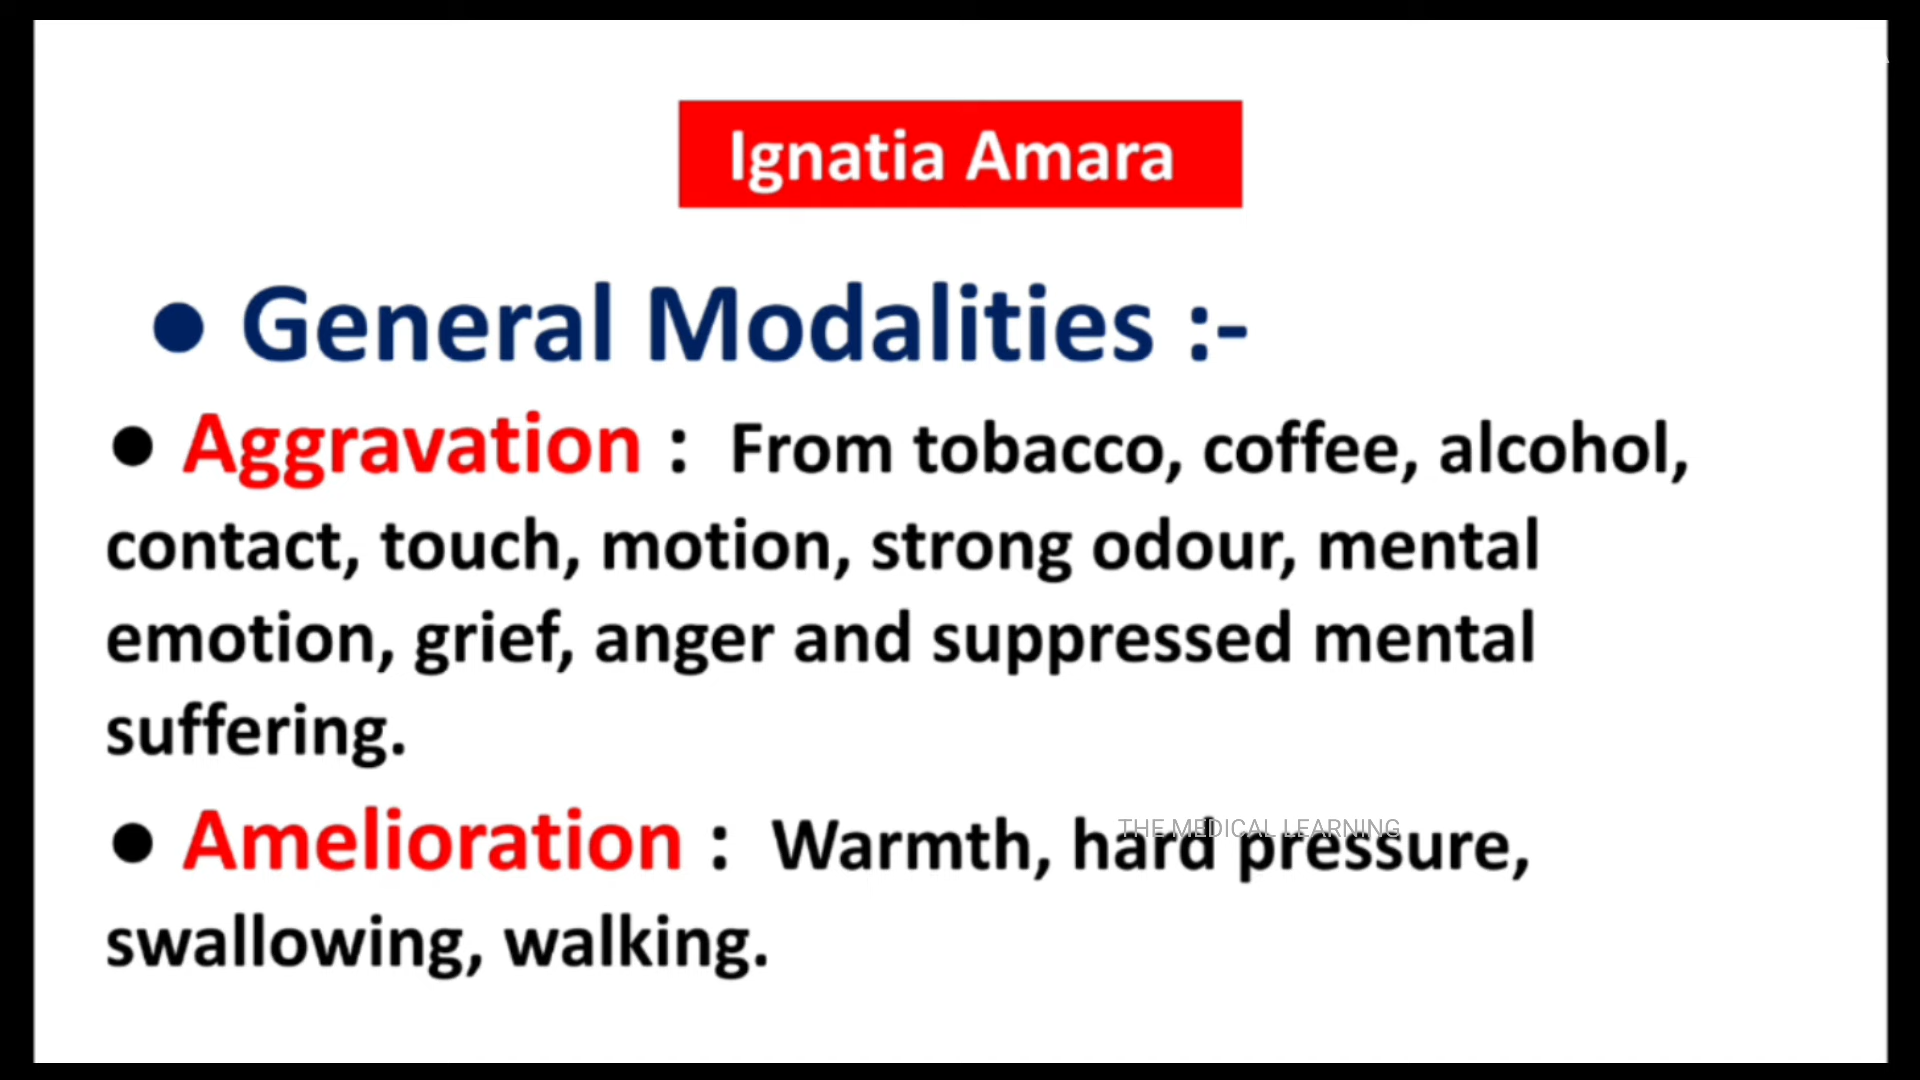 Ignatia Amara
● General Modalities :-
● Aggravation : From tobacco, coffee, alcohol,
contact, touch, motion, strong odour, mental
emotion, grief, anger and suppressed mental
suffering.
THE MEDICAL LEARNING
● Amelioration : Warmth, hard pressure,
swallowing, walking.